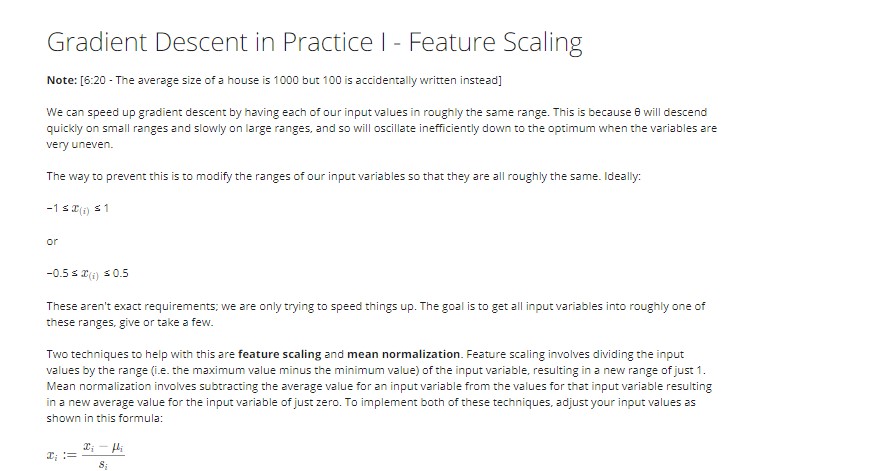 Gradient Descent in Practice I - Feature Scaling
Note: [6:20 - The average size of a house is 1000 but 100 is accidentally written instead]
We can speed up gradient descent by having each of our input values in roughly the same range. This is because θ will descend
quickly on small ranges and slowly on large ranges, and so will oscillate inefficiently down to the optimum when the variables are
very uneven.
The way to prevent this is to modify the ranges of our input variables so that they are all roughly the same. Ideally:
−1 ≤ x(i) ≤ 1
or
−0.5 ≤ x(i) ≤ 0.5
These aren't exact requirements; we are only trying to speed things up. The goal is to get all input variables into roughly one of
these ranges, give or take a few.
Two techniques to help with this are feature scaling and mean normalization. Feature scaling involves dividing the input
values by the range (i.e. the maximum value minus the minimum value) of the input variable, resulting in a new range of just 1.
Mean normalization involves subtracting the average value for an input variable from the values for that input variable resulting
in a new average value for the input variable of just zero. To implement both of these techniques, adjust your input values as
shown in this formula:
xᵢ := (xᵢ − μᵢ) / sᵢ